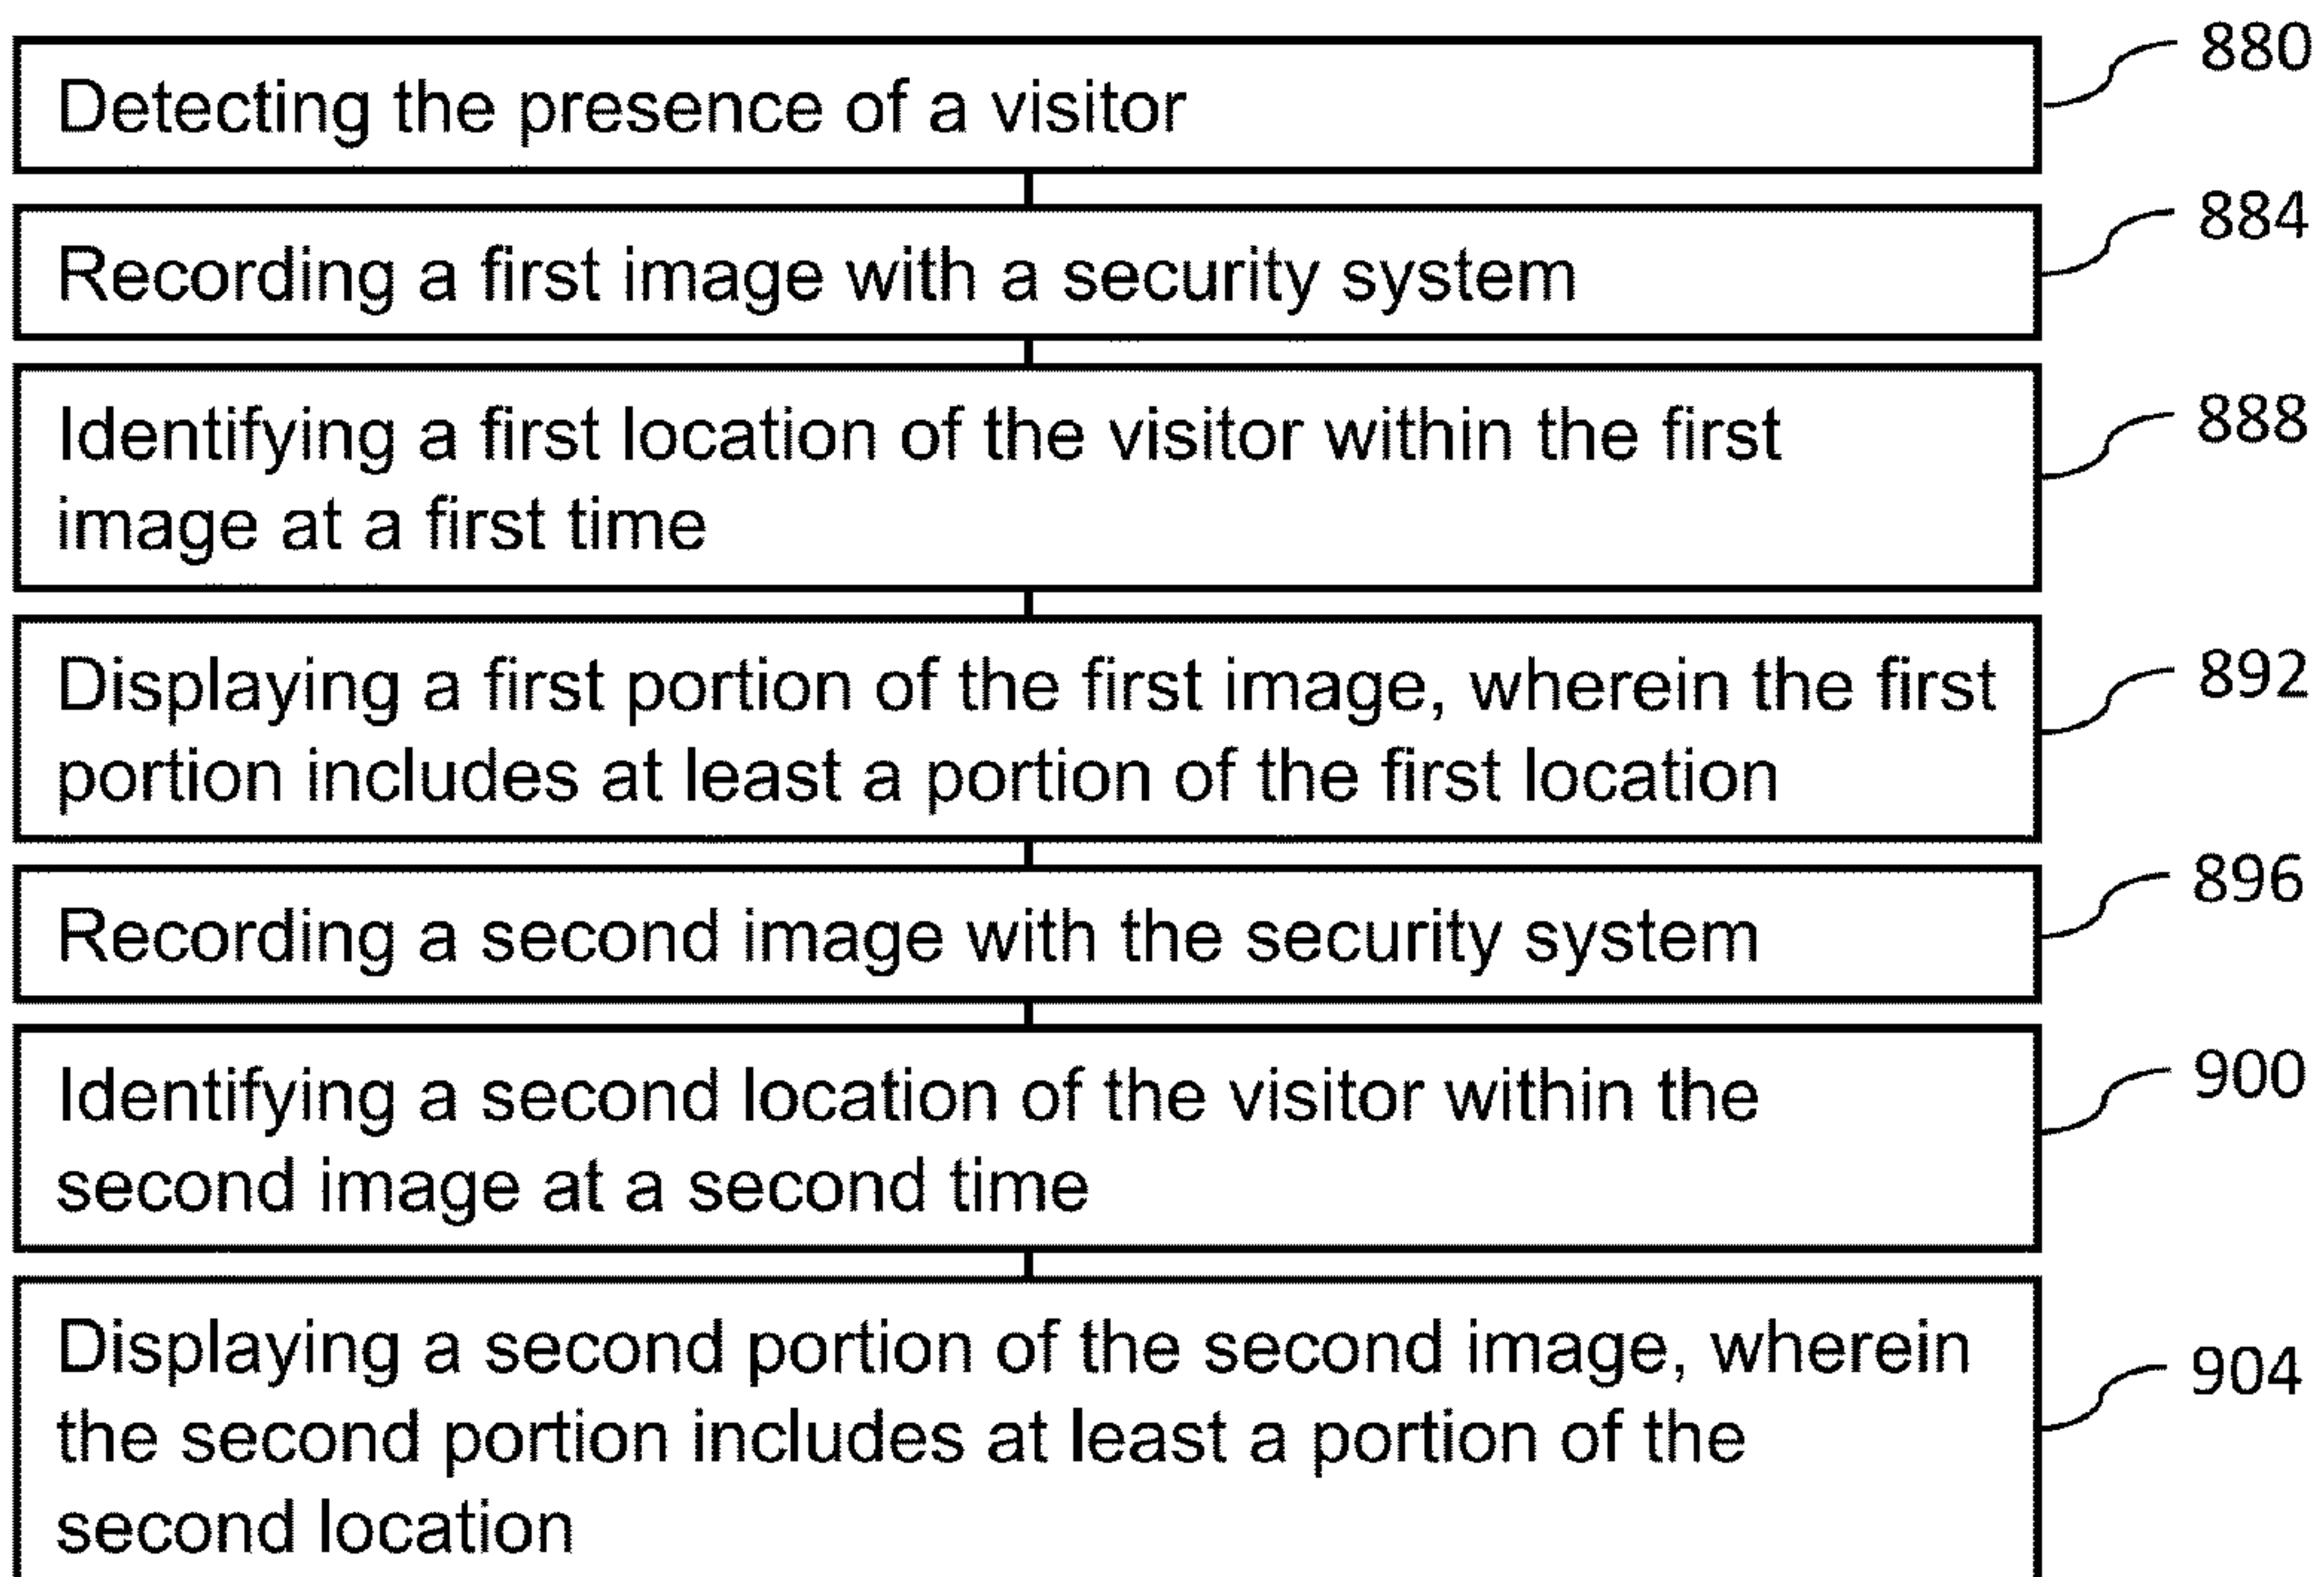 Detecting the presence of a visitor
880
Recording a first image with a security system
884
Identifying a first location of the visitor within the first
image at a first time
888
Displaying a first portion of the first image, wherein the first
portion includes at least a portion of the first location
892
Recording a second image with the security system
896
Identifying a second location of the visitor within the
second image at a second time
900
Displaying a second portion of the second image, wherein
the second portion includes at least a portion of the
second location
904